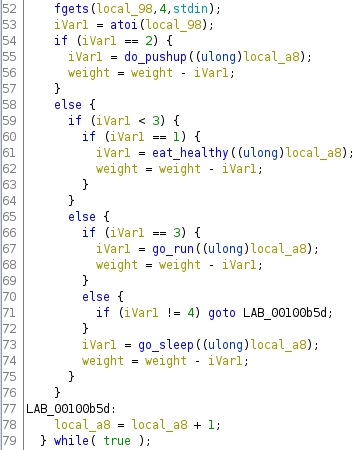 52 fgets(local_98,4,stdin);
53 iVar1 = atoi(local_98);
54 if (iVar1 == 2) {
55 iVar1 = do_pushup((ulong)local_a8);
56 weight = weight - iVar1;
57 }
58 else {
59 if (iVar1 < 3) {
60 if (iVar1 == 1) {
61 iVar1 = eat_healthy((ulong)local_a8);
62 weight = weight - iVar1;
63 }
64 }
65 else {
66 if (iVar1 == 3) {
67 iVar1 = go_run((ulong)local_a8);
68 weight = weight - iVar1;
69 }
70 else {
71 if (iVar1 != 4) goto LAB_00100b5d;
72 }
73 iVar1 = go_sleep((ulong)local_a8);
74 weight = weight - iVar1;
75 }
76 }
77 LAB_00100b5d:
78 local_a8 = local_a8 + 1;
79 } while( true );